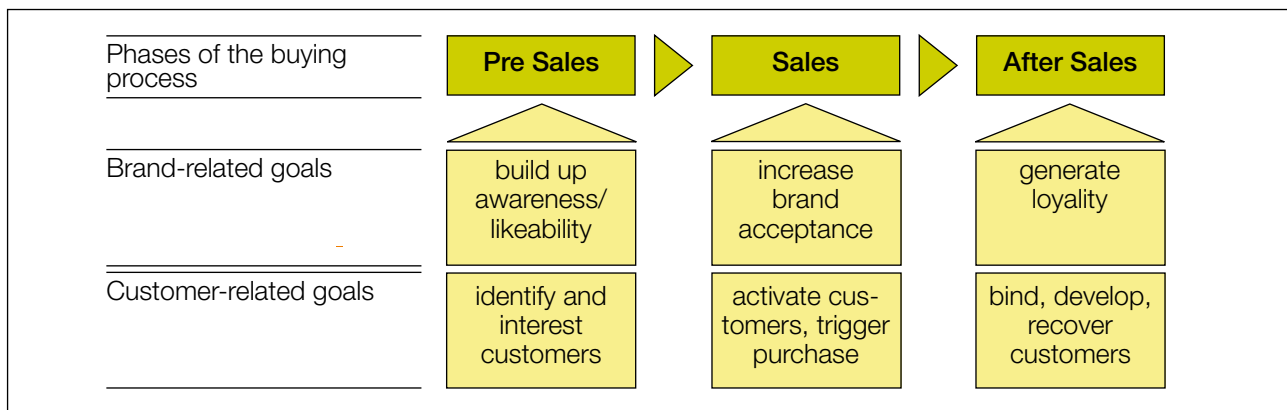 Phases of the buying
process
Pre Sales
Sales
After Sales
Brand-related goals
build up
awareness/
likeability
increase
brand
acceptance
generate
loyality
Customer-related goals
identify and
interest
customers
activate cus-
tomers, trigger
purchase
bind, develop,
recover
customers